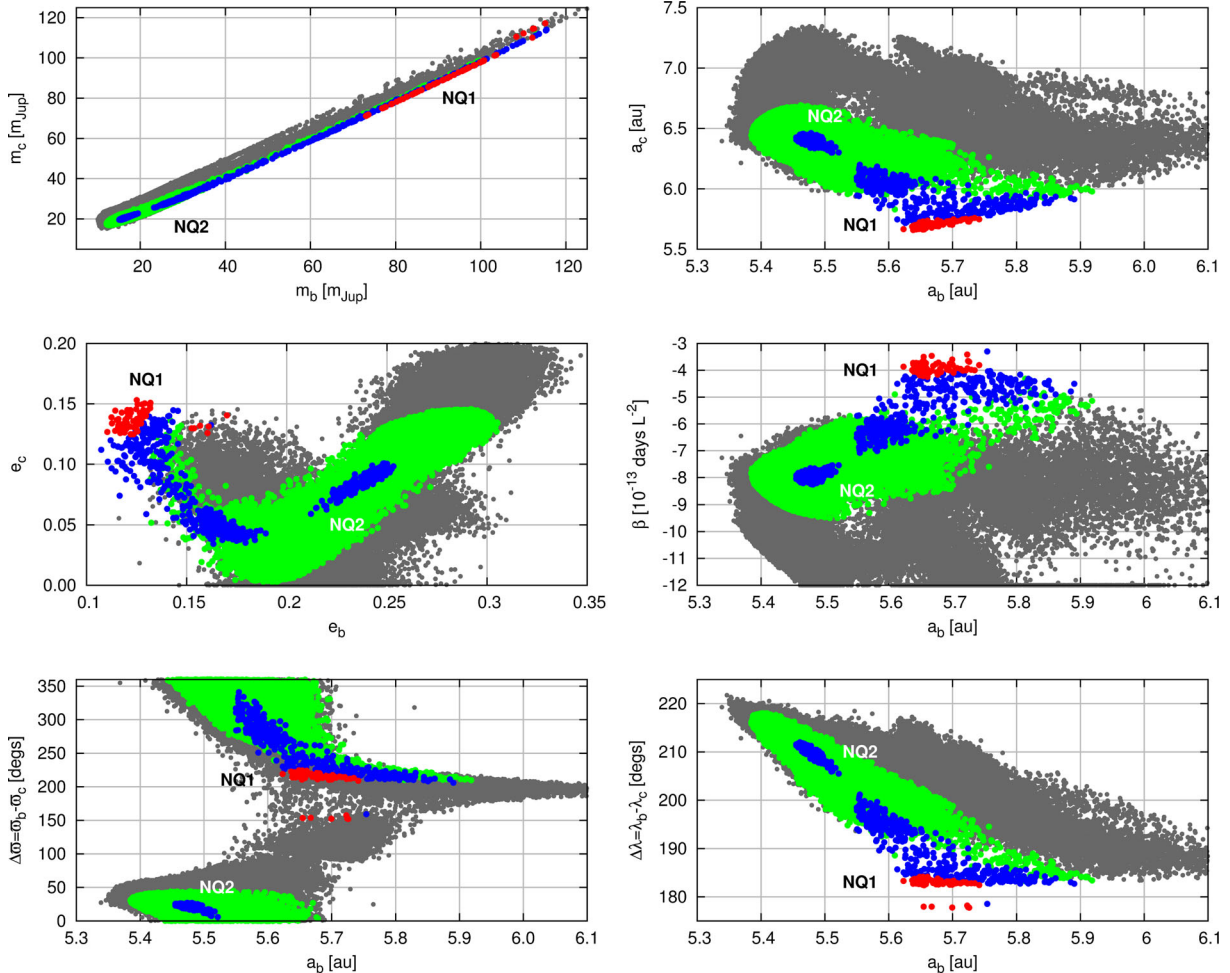 120
100
80
60
40
20
m_c [m_Jup]
NQ1
NQ2
20 40 60 80 100 120
m_b [m_Jup]
7.5
7.0
6.5
6.0
5.5
a_c [au]
NQ2
NQ1
5.3 5.4 5.5 5.6 5.7 5.8 5.9 6.0 6.1
a_b [au]
0.20
0.15
0.10
0.05
0.00
e_c
NQ1
NQ2
0.1 0.15 0.2 0.25 0.3 0.35
e_b
-3
-4
-5
-6
-7
-8
-9
-10
-11
-12
β [10^-13 days L^-2]
NQ1
NQ2
5.3 5.4 5.5 5.6 5.7 5.8 5.9 6.0 6.1
a_b [au]
350
300
250
200
150
100
50
0
Δϖ=ϖ_b-ϖ_c [degs]
NQ1
NQ2
5.3 5.4 5.5 5.6 5.7 5.8 5.9 6.0 6.1
a_b [au]
220
210
200
190
180
170
Δλ=λ_b-λ_c [degs]
NQ2
NQ1
5.3 5.4 5.5 5.6 5.7 5.8 5.9 6.0 6.1
a_b [au]